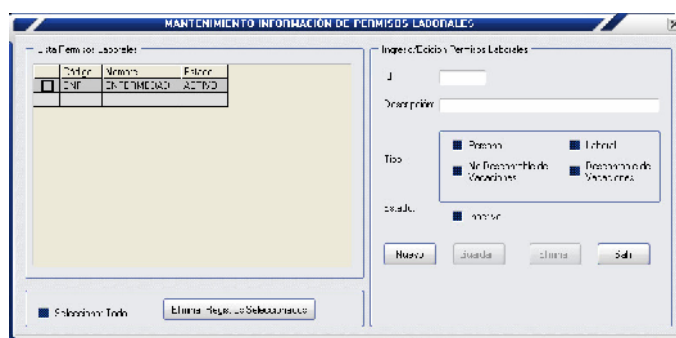 MANTENIMIENTO INFORMACIÓN DE PERMISOS LABORALES
Lista Permisos Laborales
Código Nombre Estado
ENF ENFERMEDAD ACTIVO
Seleccionar Todo
Eliminar Registros Seleccionados
Ingreso/Edición Permisos Laborales
Descripción:
Tipo
Personal
Laboral
No Descontable de
Vacaciones
Descontable de
Vacaciones
Estado:
Inactivo
Nuevo Guardar Eliminar Salir